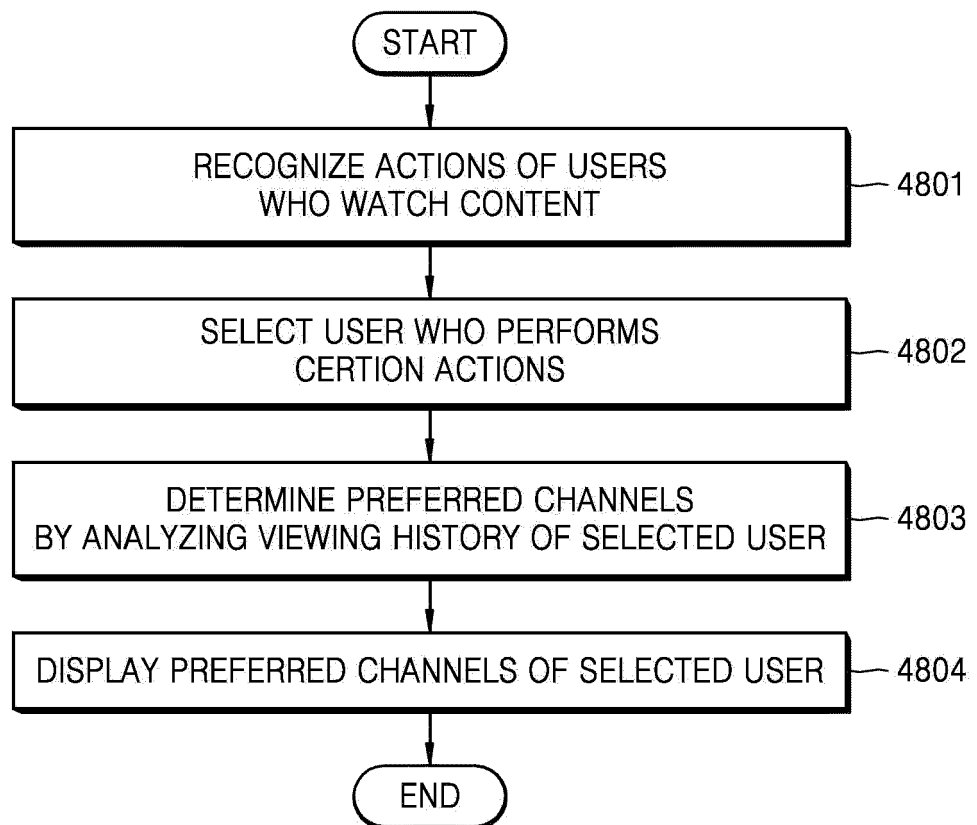 START
RECOGNIZE ACTIONS OF USERS
WHO WATCH CONTENT
4801
SELECT USER WHO PERFORMS
CERTION ACTIONS
4802
DETERMINE PREFERRED CHANNELS
BY ANALYZING VIEWING HISTORY OF SELECTED USER
4803
DISPLAY PREFERRED CHANNELS OF SELECTED USER
4804
END